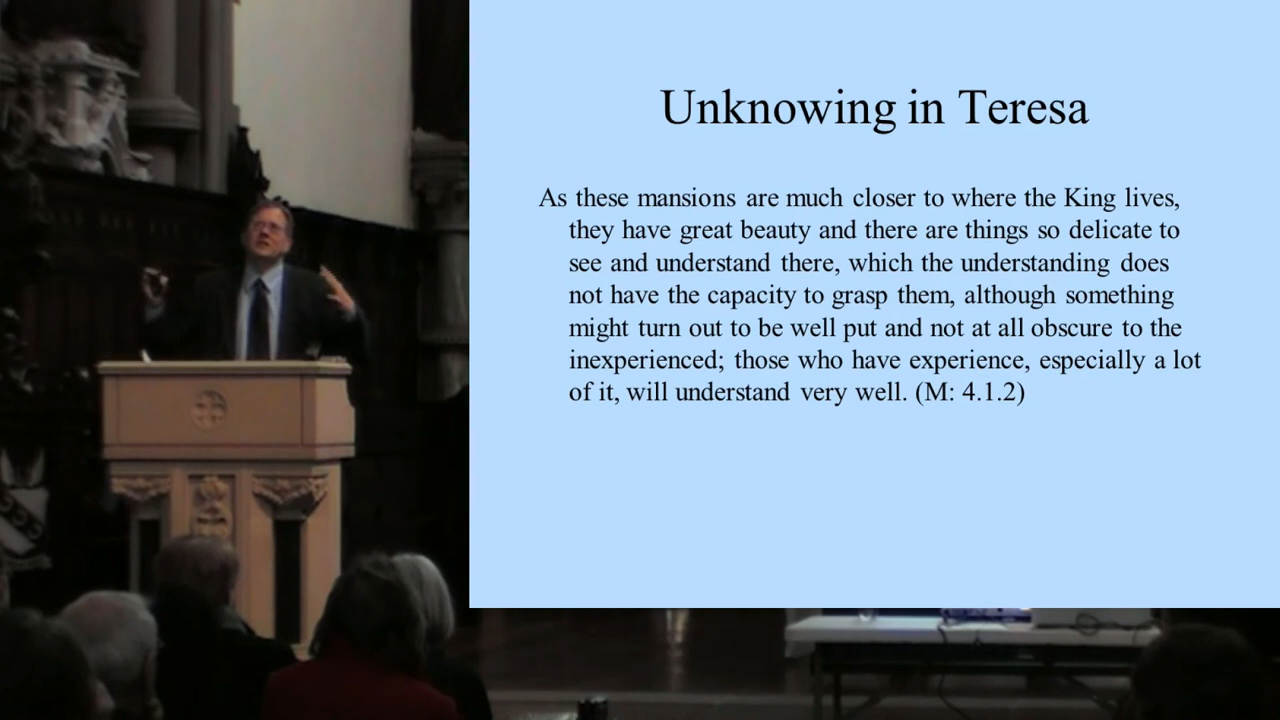 Unknowing in Teresa
As these mansions are much closer to where the King lives,
they have great beauty and there are things so delicate to
see and understand there, which the understanding does
not have the capacity to grasp them, although something
might turn out to be well put and not at all obscure to the
inexperienced; those who have experience, especially a lot
of it, will understand very well. (M: 4.1.2)